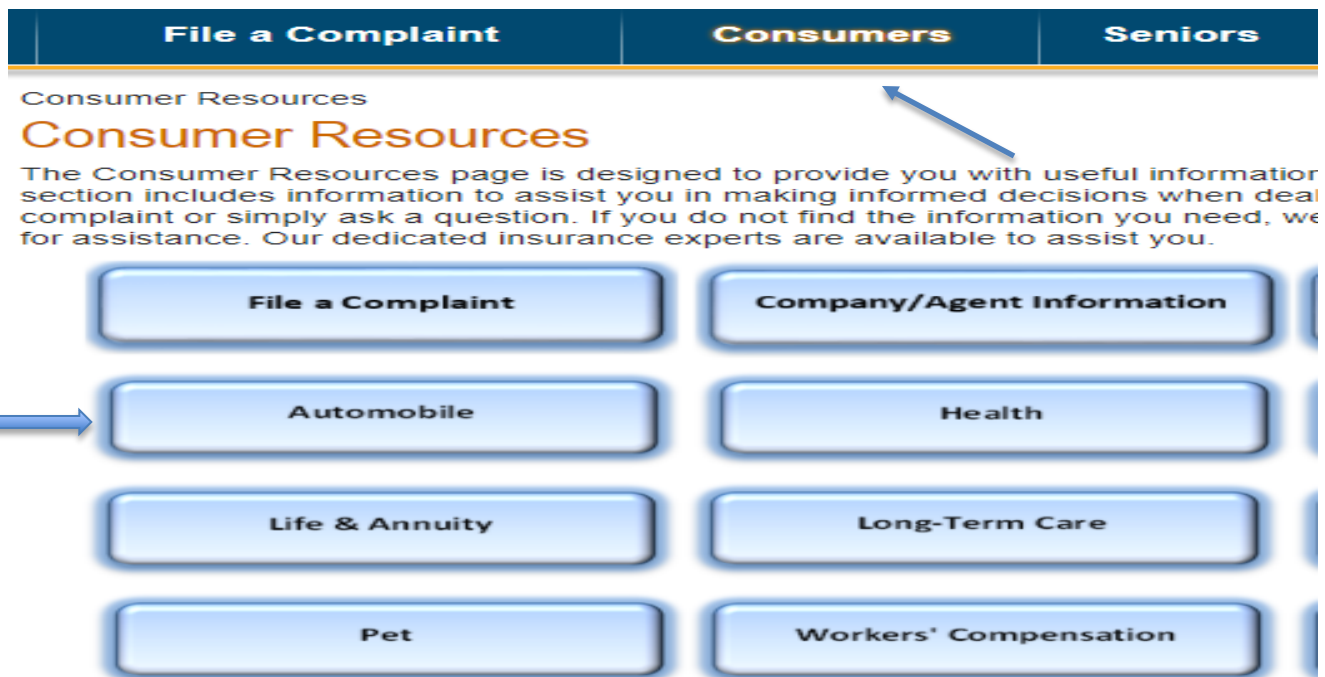 File a Complaint Consumers Seniors
Consumer Resources
Consumer Resources
The Consumer Resources page is designed to provide you with useful information
section includes information to assist you in making informed decisions when deal
complaint or simply ask a question. If you do not find the information you need, we
for assistance. Our dedicated insurance experts are available to assist you.
File a Complaint Company/Agent Information
Automobile Health
Life & Annuity Long-Term Care
Pet Workers' Compensation